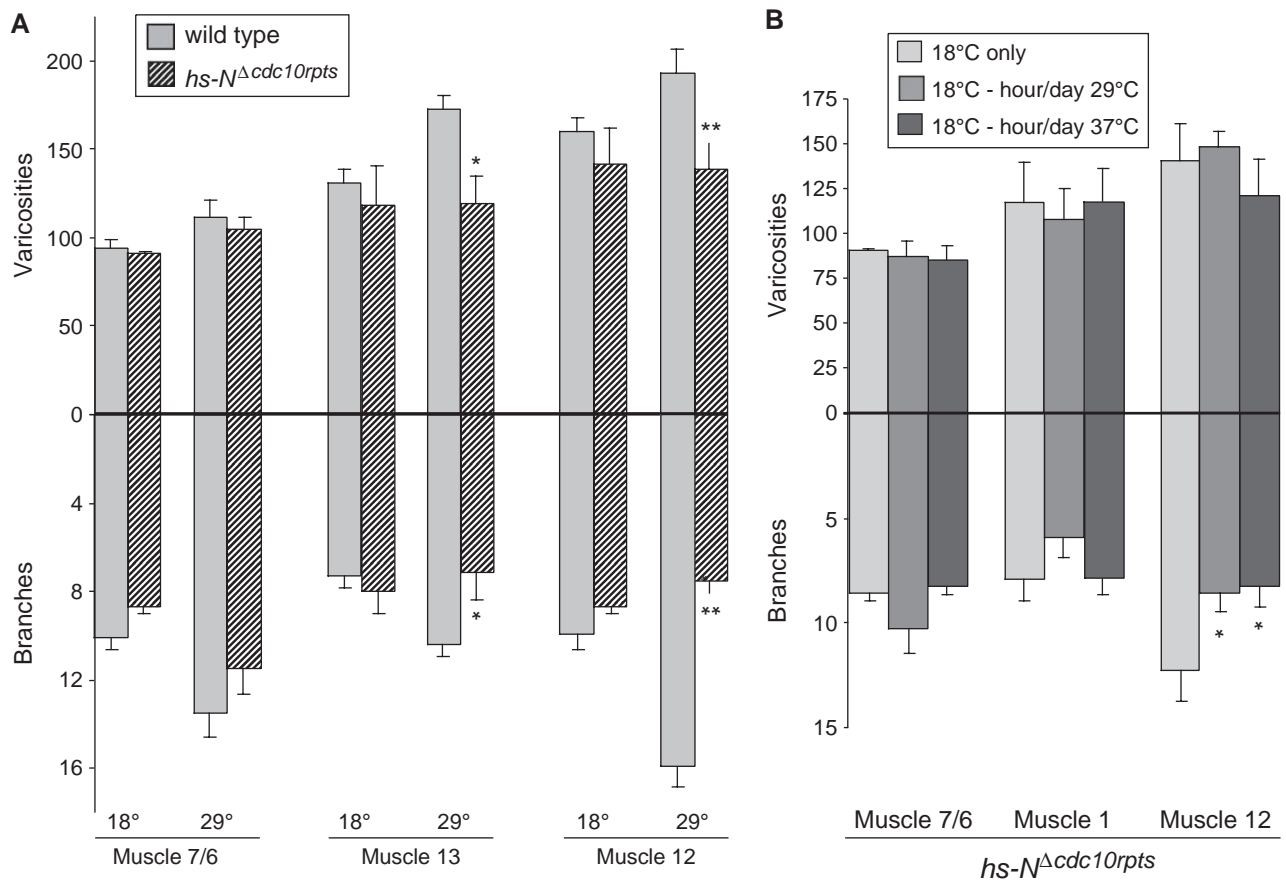 A
wild type
hs-N^Δcdc10rpts
Varicosities
200
150
100
50
0
4
8
12
16
Branches
*
**
*
**
18° 29° 18° 29° 18° 29°
Muscle 7/6 Muscle 13 Muscle 12
B
18°C only
18°C - hour/day 29°C
18°C - hour/day 37°C
Varicosities
175
150
125
100
75
50
25
0
5
10
15
Branches
* *
Muscle 7/6 Muscle 1 Muscle 12
hs-N^Δcdc10rpts